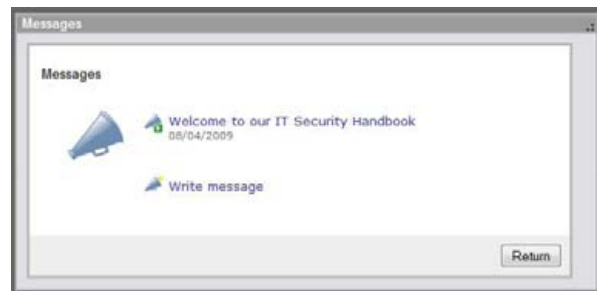 Messages
Messages
Welcome to our IT Security Handbook
08/04/2009
Write message
Return